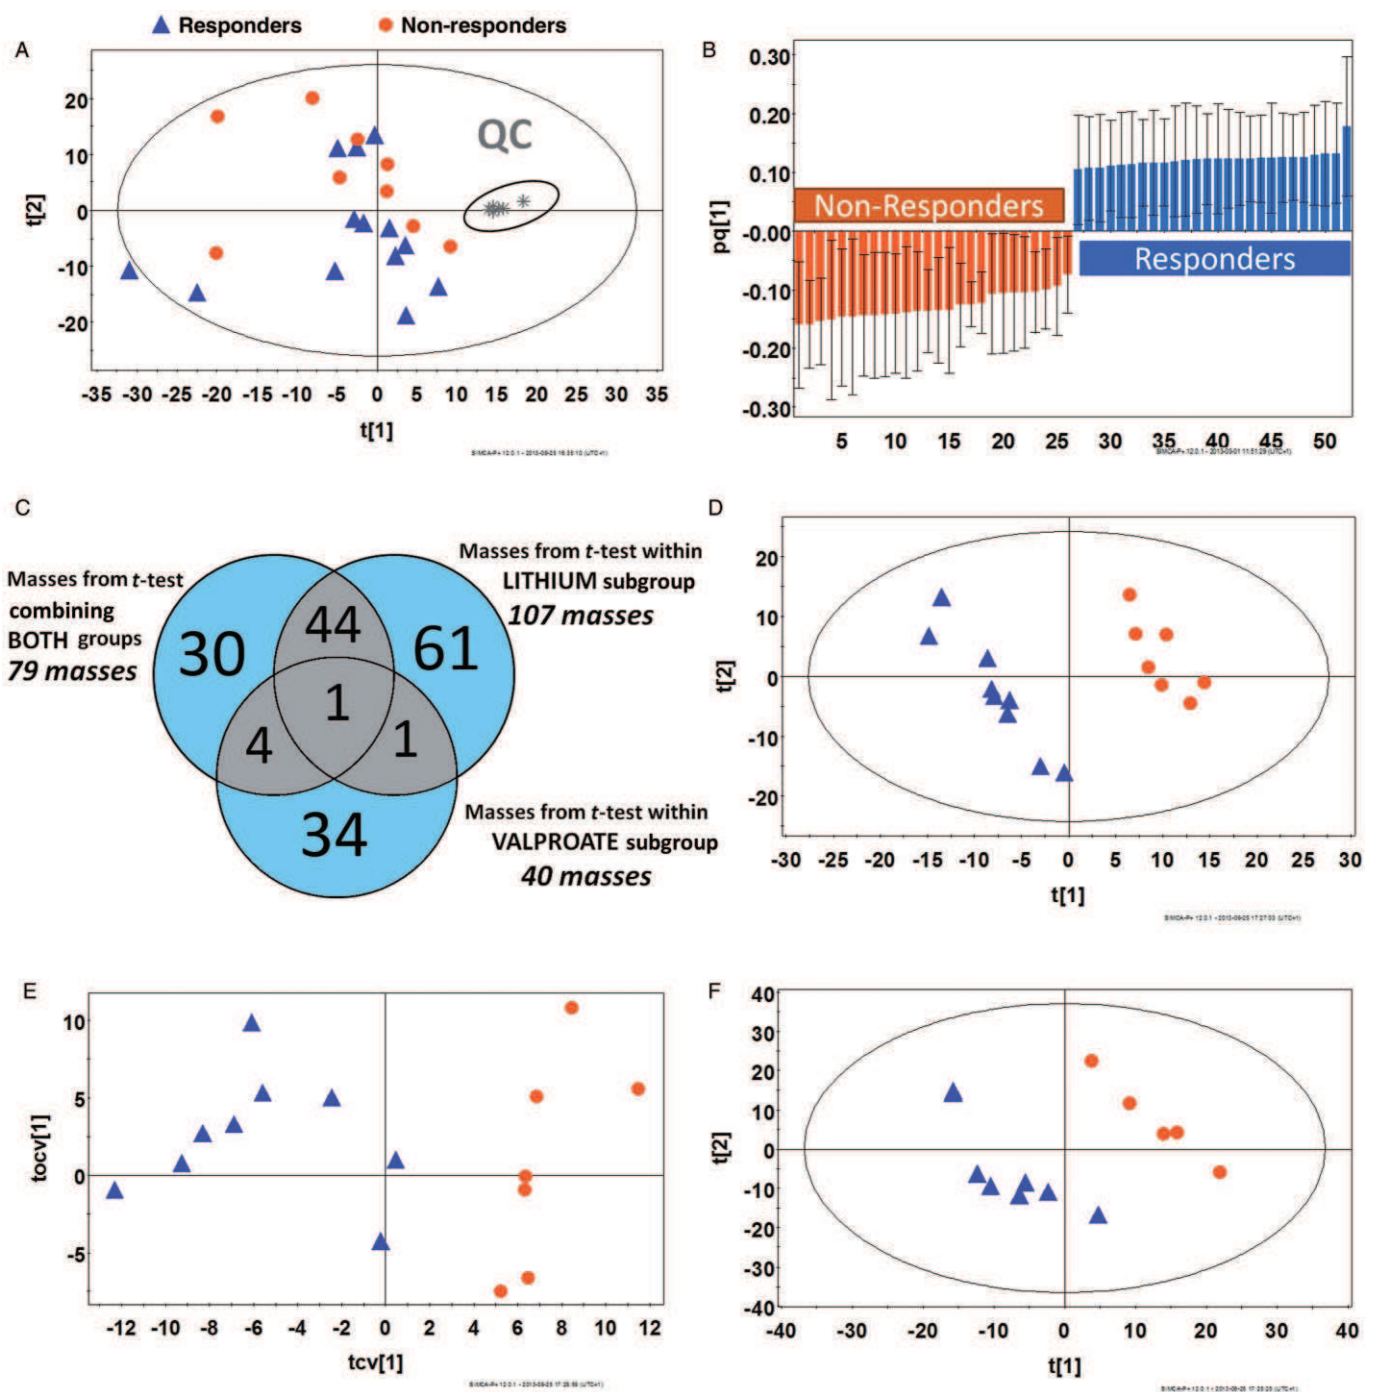 Responders Non-responders
A
QC
t[2]
20
10
0
-10
-20
-35 -30 -25 -20 -15 -10 -5 0 5 10 15 20 25 30 35
t[1]
B
pq[1]
0.30
0.20
0.10
-0.00
-0.10
-0.20
-0.30
Non-Responders
Responders
5 10 15 20 25 30 35 40 45 50
C
Masses from t-test
combining
BOTH groups
79 masses
Masses from t-test within
LITHIUM subgroup
107 masses
30
44
61
1
4
1
34
Masses from t-test within
VALPROATE subgroup
40 masses
D
t[2]
20
10
0
-10
-20
-30 -25 -20 -15 -10 -5 0 5 10 15 20 25 30
t[1]
E
tocv[1]
10
5
0
-5
-12 -10 -8 -6 -4 -2 0 2 4 6 8 10 12
tcv[1]
F
t[2]
40
30
20
10
0
-10
-20
-30
-40
-40 -30 -20 -10 0 10 20 30 40
t[1]